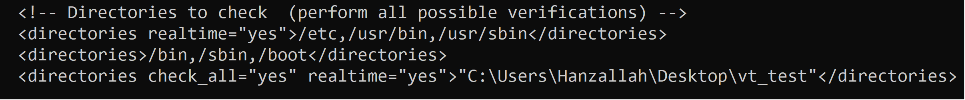 <!-- Directories to check  (perform all possible verifications) -->
<directories realtime="yes">/etc,/usr/bin,/usr/sbin</directories>
<directories>/bin,/sbin,/boot</directories>
<directories check_all="yes" realtime="yes">"C:\Users\Hanzallah\Desktop\vt_test"</directories>